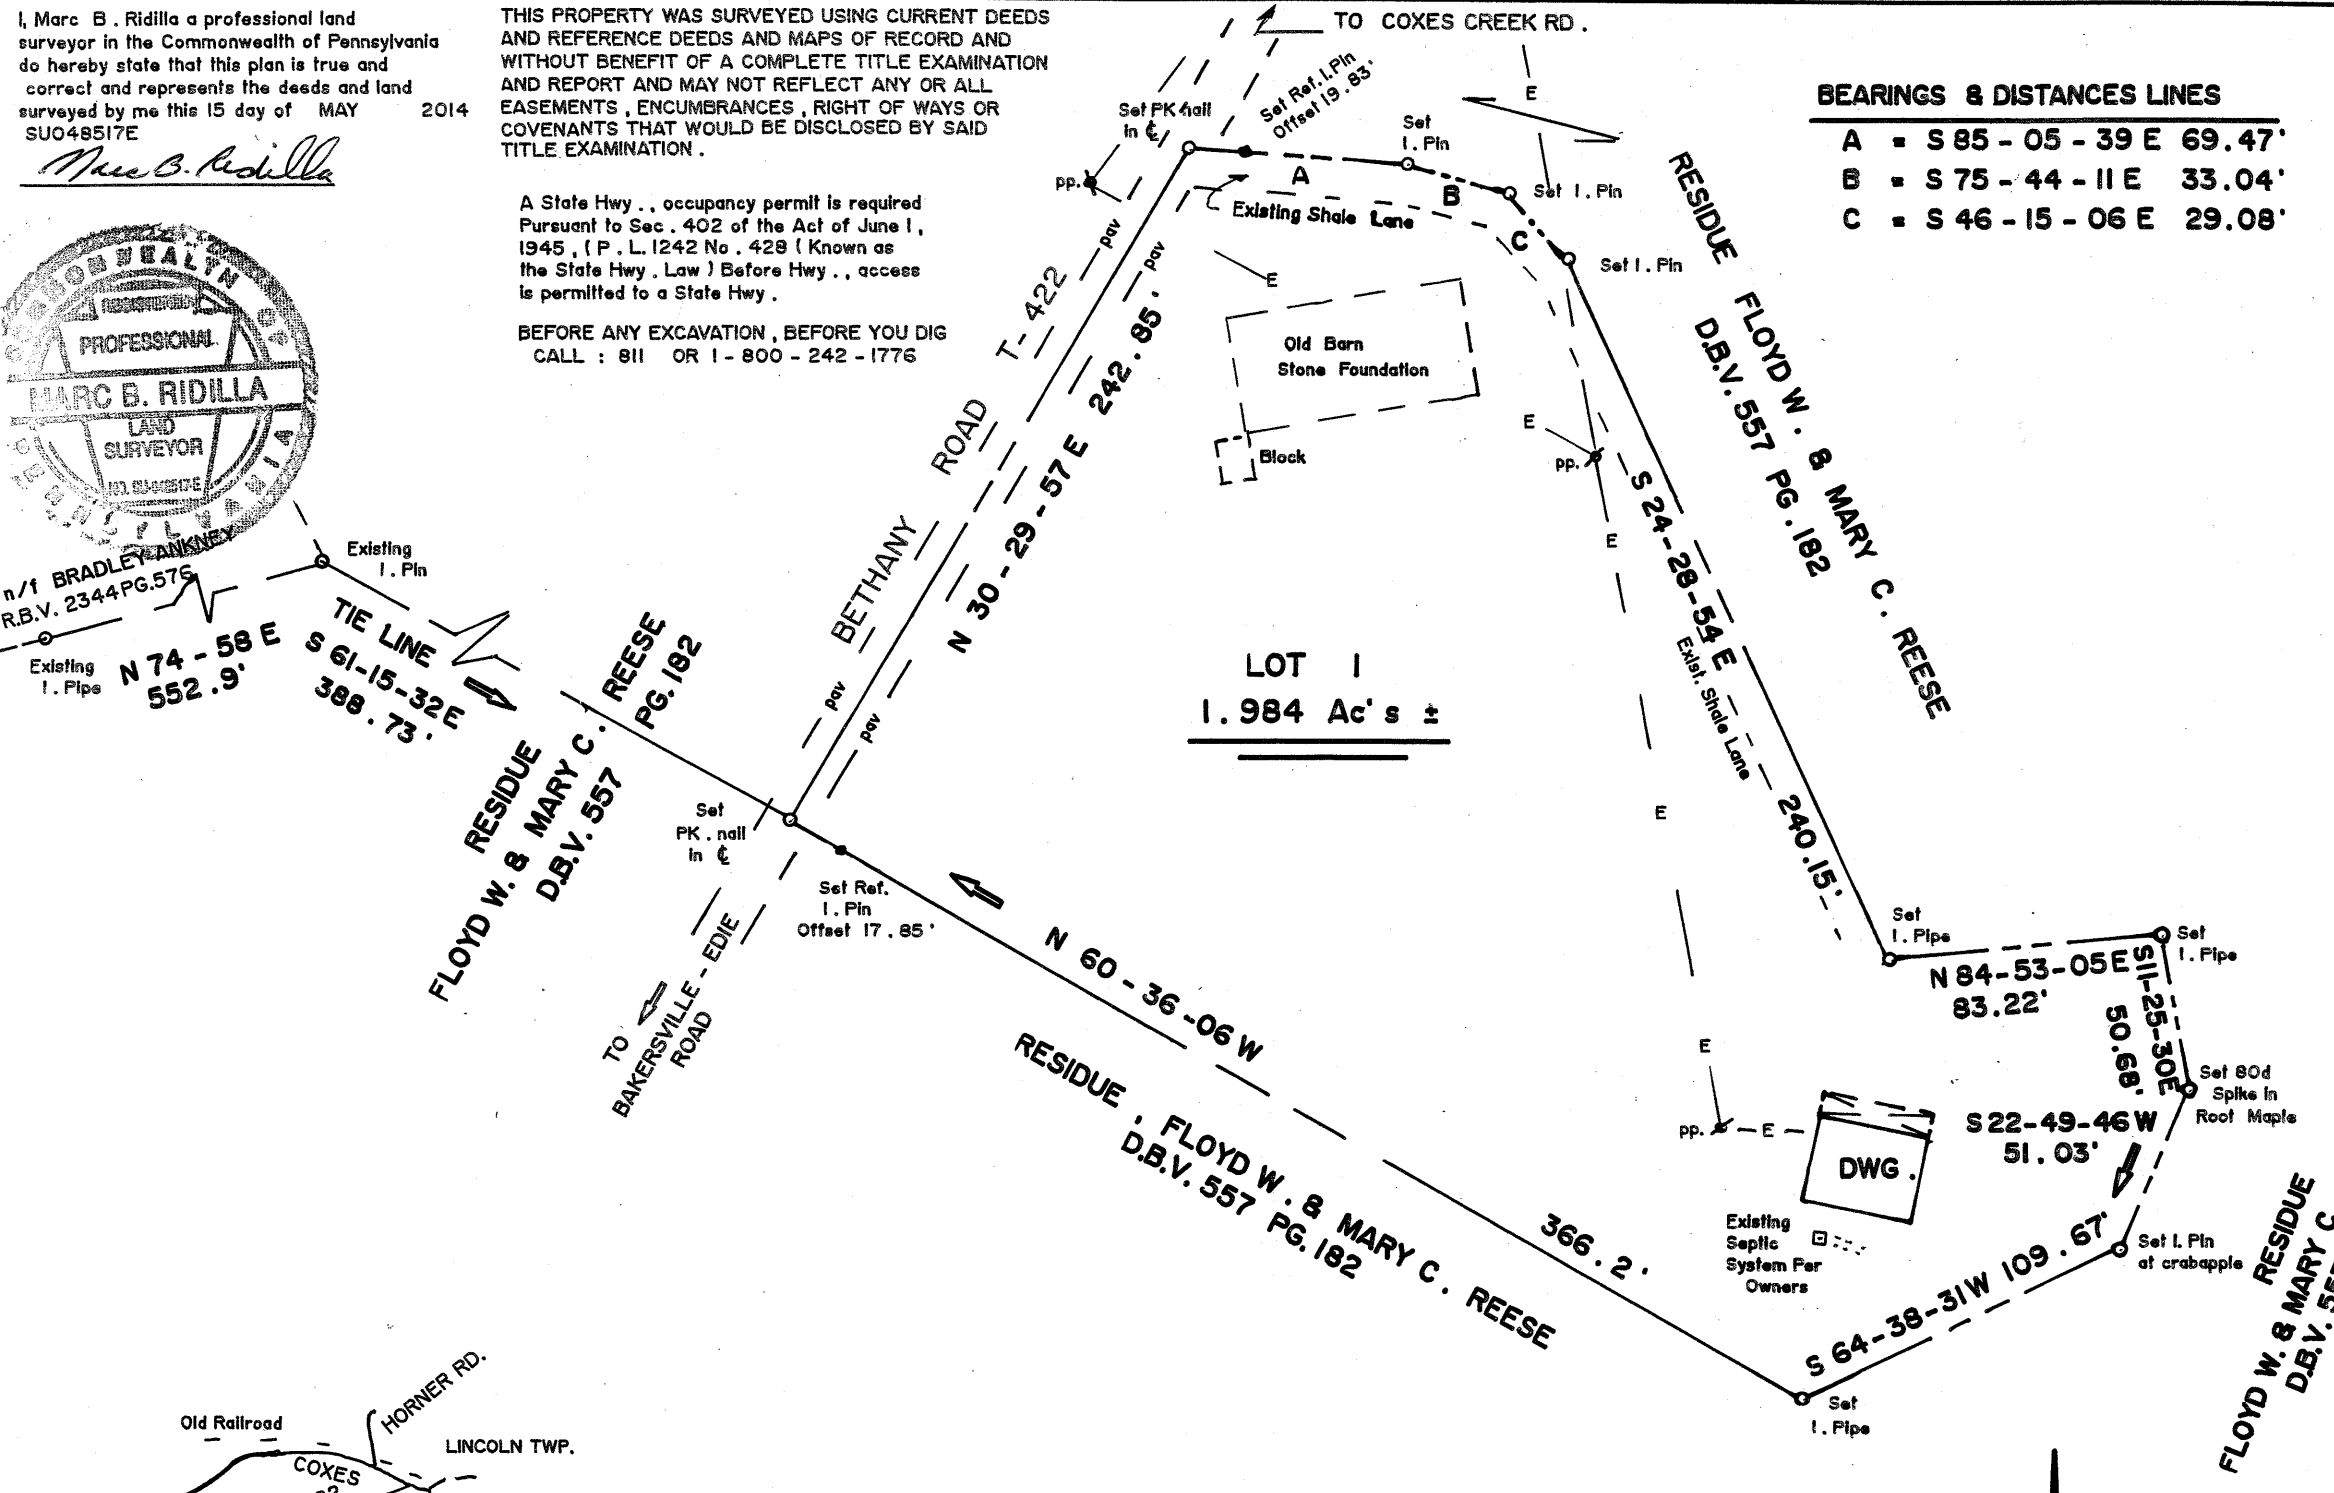 I, Marc B. Ridilla a professional land
surveyor in the Commonwealth of Pennsylvania
do hereby state that this plan is true and
correct and represents the deeds and land
surveyed by me this 15 day of MAY 2014
SU048517E
Marc B. Ridilla
THIS PROPERTY WAS SURVEYED USING CURRENT DEEDS
AND REFERENCE DEEDS AND MAPS OF RECORD AND
WITHOUT BENEFIT OF A COMPLETE TITLE EXAMINATION
AND REPORT AND MAY NOT REFLECT ANY OR ALL
EASEMENTS, ENCUMBRANCES, RIGHT OF WAYS OR
COVENANTS THAT WOULD BE DISCLOSED BY SAID
TITLE EXAMINATION.
A State Hwy., occupancy permit is required
Pursuant to Sec. 402 of the Act of June 1,
1945, (P. L. 1242 No. 428 ( Known as
the State Hwy. Law ) Before Hwy., access
is permitted to a State Hwy.
BEFORE ANY EXCAVATION, BEFORE YOU DIG
CALL : 811 OR 1-800-242-1776
COMMONWEALTH OF
PENNSYLVANIA
REGISTERED
PROFESSIONAL
MARC B. RIDILLA
LAND
SURVEYOR
NO. SU-048517-E
TO COXES CREEK RD.
BEARINGS & DISTANCES LINES
A = S 85-05-39 E 69.47'
B = S 75-44-11 E 33.04'
C = S 46-15-06 E 29.08'
Set PK nail
in ℄
Set Ref. I. Pin
Offset 19.83'
Set
I. Pin
Set I. Pin
Set I. Pin
A
B
C
E
pp.
Existing Shale Lane
E
Old Barn
Stone Foundation
Block
E
pp.
E
E
E
pav
pav
pav
pav
BETHANY ROAD T-422
N 30-29-57 E 242.85'
S 24-28-54 E
240.15'
Exist. Shale Lane
RESIDUE FLOYD W. & MARY C. REESE
D.B.V. 557 PG. 182
n/f BRADLEY ANKNEY
R.B.V. 2344 PG. 576
Existing
I. Pin
Existing
I. Pipe
N 74-58 E
552.9'
TIE LINE
S 61-15-32 E
388.73'
RESIDUE
FLOYD W. & MARY C. REESE
D.B.V. 557 PG. 182
LOT 1
1.984 Ac's ±
Set
PK. nail
in ℄
Set Ref.
I. Pin
Offset 17.85'
TO
BAKERSVILLE - EDIE
ROAD
N 60-36-06 W
366.2'
RESIDUE, FLOYD W. & MARY C. REESE
D.B.V. 557 PG. 182
Set
I. Pipe
N 84-53-05 E
83.22'
Set
I. Pipe
S 11-25-30 E
50.68'
Set 80d
Spike in
Root Maple
S 22-49-46 W
51.03'
pp.
E
DWG.
Existing
Septic
System Per
Owners
Set I. Pin
at crabapple
S 64-38-31 W 109.67'
Set
I. Pipe
RESIDUE
FLOYD W. & MARY C
D.B.V. 55
Old Railroad
HORNER RD.
LINCOLN TWP.
COXES